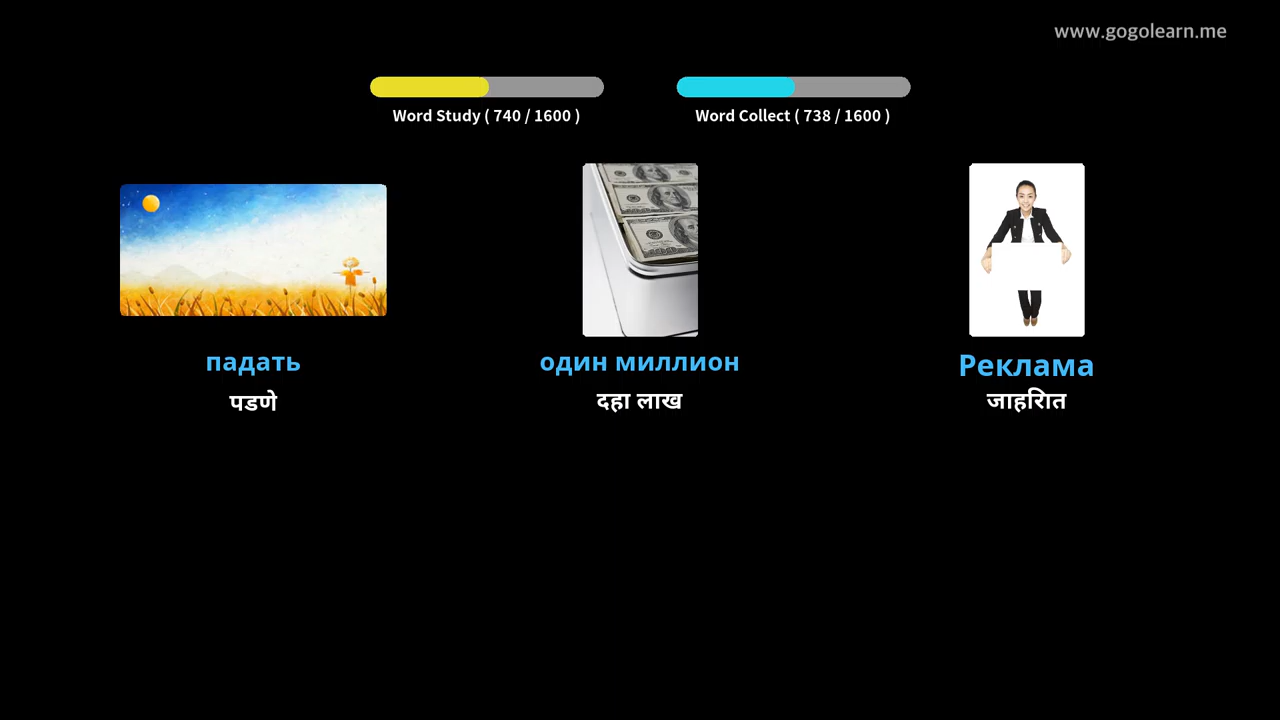 www.gogolearn.me
Word Study ( 740 / 1600 )
Word Collect ( 738 / 1600 )
падать
один миллион
Реклама
पडणे
दहा लाख
जाहिरात